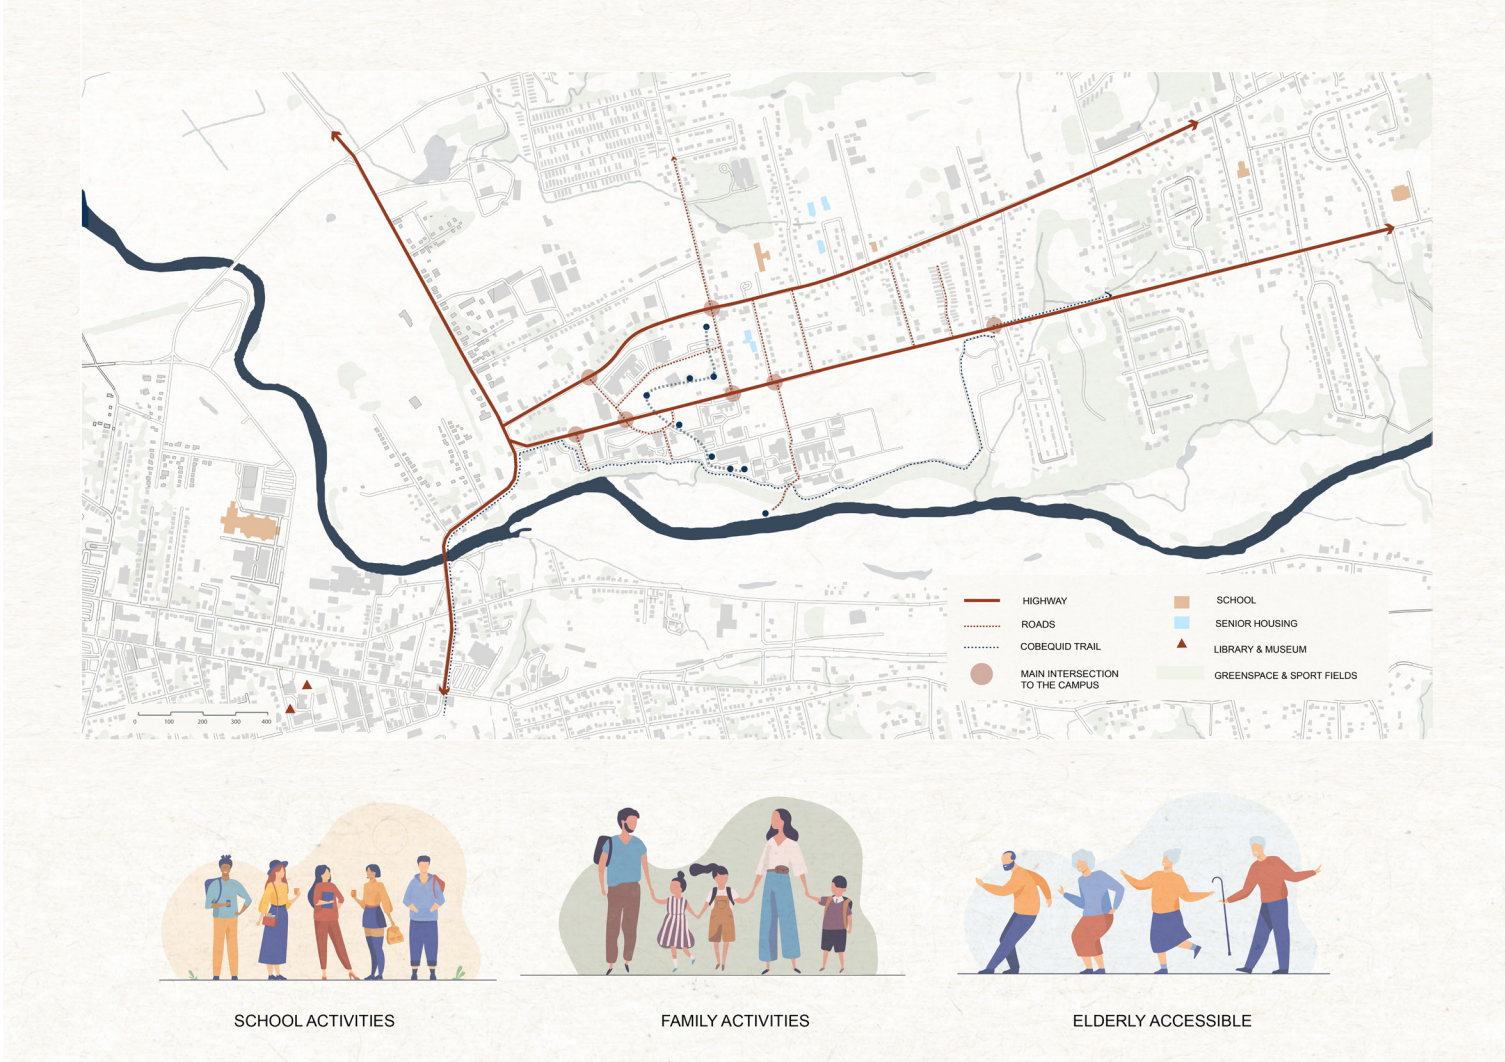 HIGHWAY
ROADS
COBEQUID TRAIL
MAIN INTERSECTION
TO THE CAMPUS
SCHOOL
SENIOR HOUSING
LIBRARY & MUSEUM
GREENSPACE & SPORT FIELDS
0 100 200 300 400
SCHOOL ACTIVITIES
FAMILY ACTIVITIES
ELDERLY ACCESSIBLE